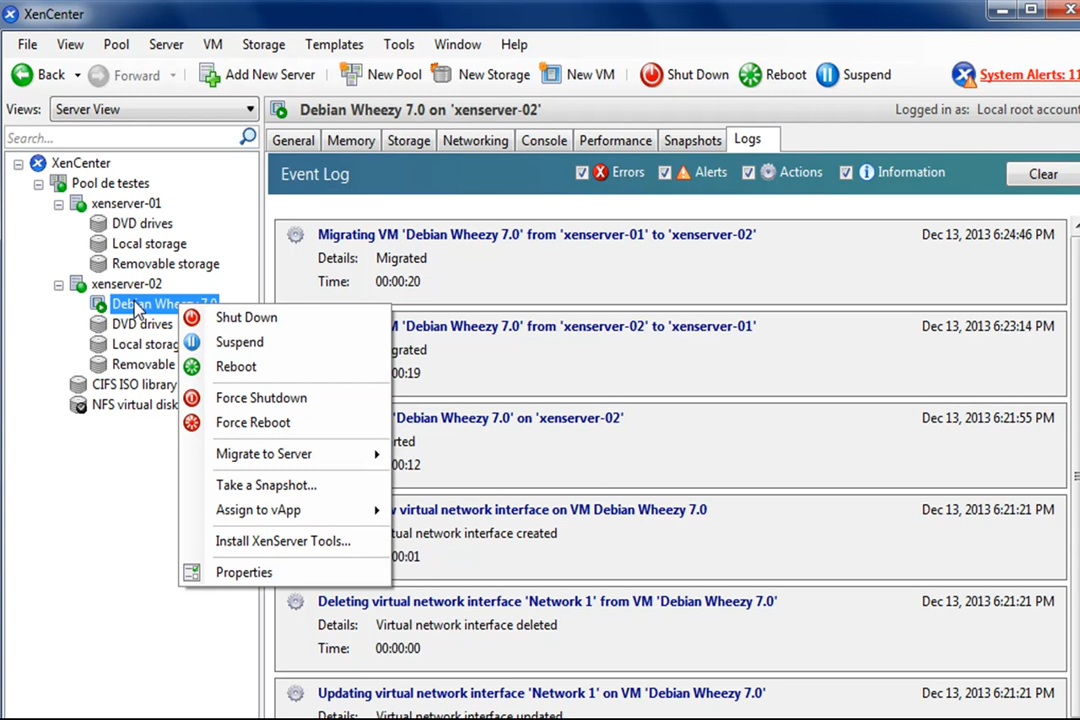 XenCenter
File View Pool Server VM Storage Templates Tools Window Help
Back Forward Add New Server New Pool New Storage New VM Shut Down Reboot Suspend System Alerts: 11
Views: Server View
Debian Wheezy 7.0 on 'xenserver-02'
Logged in as: Local root account
Search...
General Memory Storage Networking Console Performance Snapshots Logs
XenCenter
Pool de testes
xenserver-01
DVD drives
Local storage
Removable storage
xenserver-02
Debian Wheezy 7.0
DVD drives
Local storag
Removable
CIFS ISO library
NFS virtual disk
Shut Down
Suspend
Reboot
Force Shutdown
Force Reboot
Migrate to Server
Take a Snapshot...
Assign to vApp
Install XenServer Tools...
Properties
Event Log
Errors Alerts Actions Information
Clear
Migrating VM 'Debian Wheezy 7.0' from 'xenserver-01' to 'xenserver-02' Dec 13, 2013 6:24:46 PM
Details: Migrated
Time: 00:00:20
M 'Debian Wheezy 7.0' from 'xenserver-02' to 'xenserver-01' Dec 13, 2013 6:23:14 PM
grated
00:19
'Debian Wheezy 7.0' on 'xenserver-02' Dec 13, 2013 6:21:55 PM
rted
00:12
w virtual network interface on VM Debian Wheezy 7.0 Dec 13, 2013 6:21:21 PM
tual network interface created
00:01
Deleting virtual network interface 'Network 1' from VM 'Debian Wheezy 7.0' Dec 13, 2013 6:21:21 PM
Details: Virtual network interface deleted
Time: 00:00:00
Updating virtual network interface 'Network 1' on VM 'Debian Wheezy 7.0' Dec 13, 2013 6:21:21 PM
Details: Virtual network interface updated